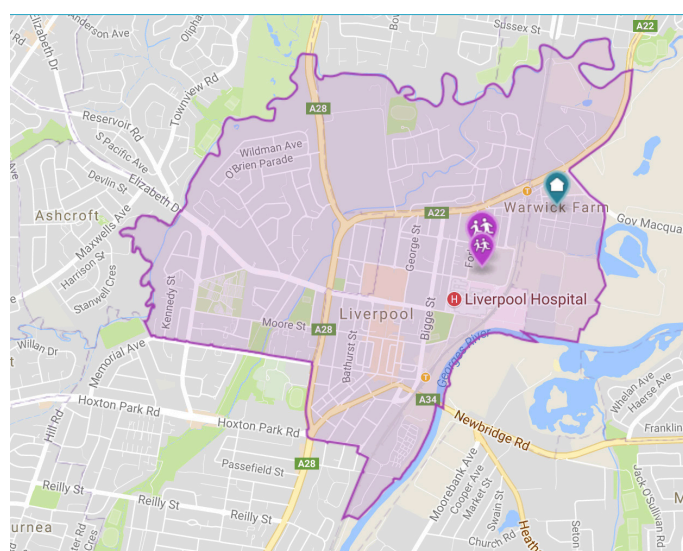 Sussex St
A22
Anderson Ave
Elizabeth Dr
Townview Rd
A28
Reservoir Rd
S Pacific Ave
Wildman Ave
O'Brien Parade
Devlin St
Elizabeth Dr
Warwick Farm
Ashcroft
Maxwells Ave
A22
George St
Gov Macqua
Harrison St
Stanwell Cres
Kennedy St
H Liverpool Hospital
Liverpool
Bigge St
Moore St
A28
Georges River
Willan Dr
Memorial Ave
Bathurst St
Whelan Ave
Haerse Ave
A34
Hoxton Park Rd
Newbridge Rd
Hill Rd
Hoxton Park Rd
Franklin
A28
Passefield St
Moorebank Ave
Cooper Ave
Market St
Reilly St
Swain St
Jack O'Sullivan Rd
Reilly St
Heath
Seton
Church Rd
urnea